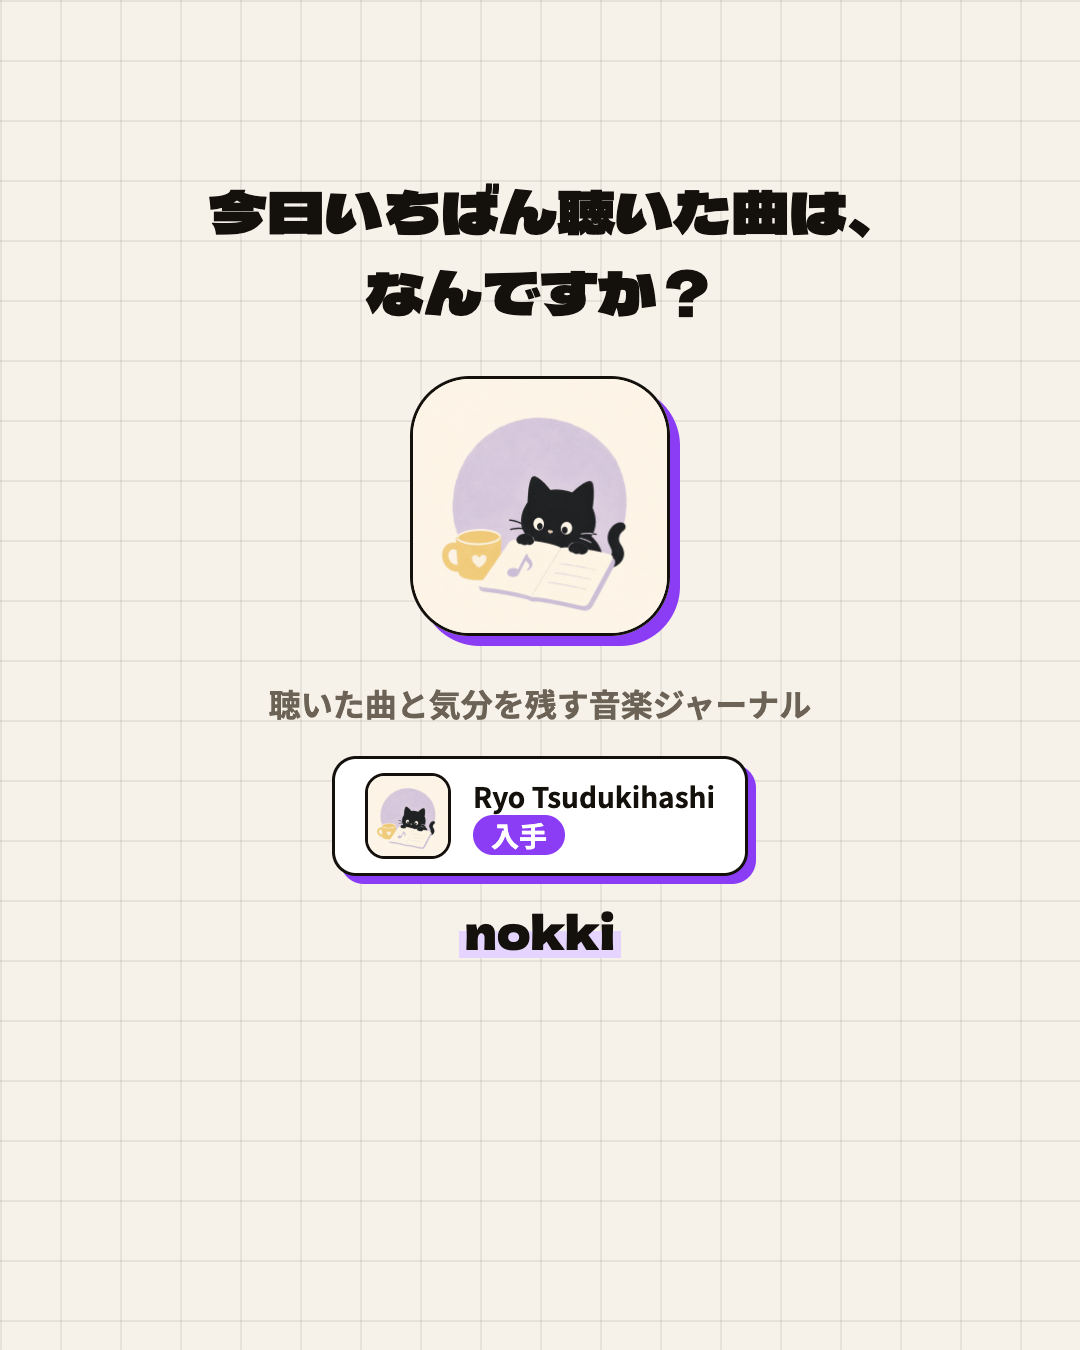 今日いちばん聴いた曲は、
なんですか？
聴いた曲と気分を残す音楽ジャーナル
Ryo Tsudukihashi
入手
nokki